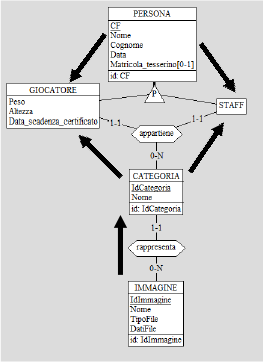 PERSONA
CF
Nome
Cognome
Data
Matricola_tesserino[0-1]
id: CF
GIOCATORE
Peso
Altezza
Data_scadenza_certificato
P
STAFF
1-1
1-1
appartiene
0-N
CATEGORIA
IdCategoria
Nome
id: IdCategoria
1-1
rappresenta
0-N
IMMAGINE
IdImmagine
Nome
TipoFile
DatiFile
id: IdImmagine